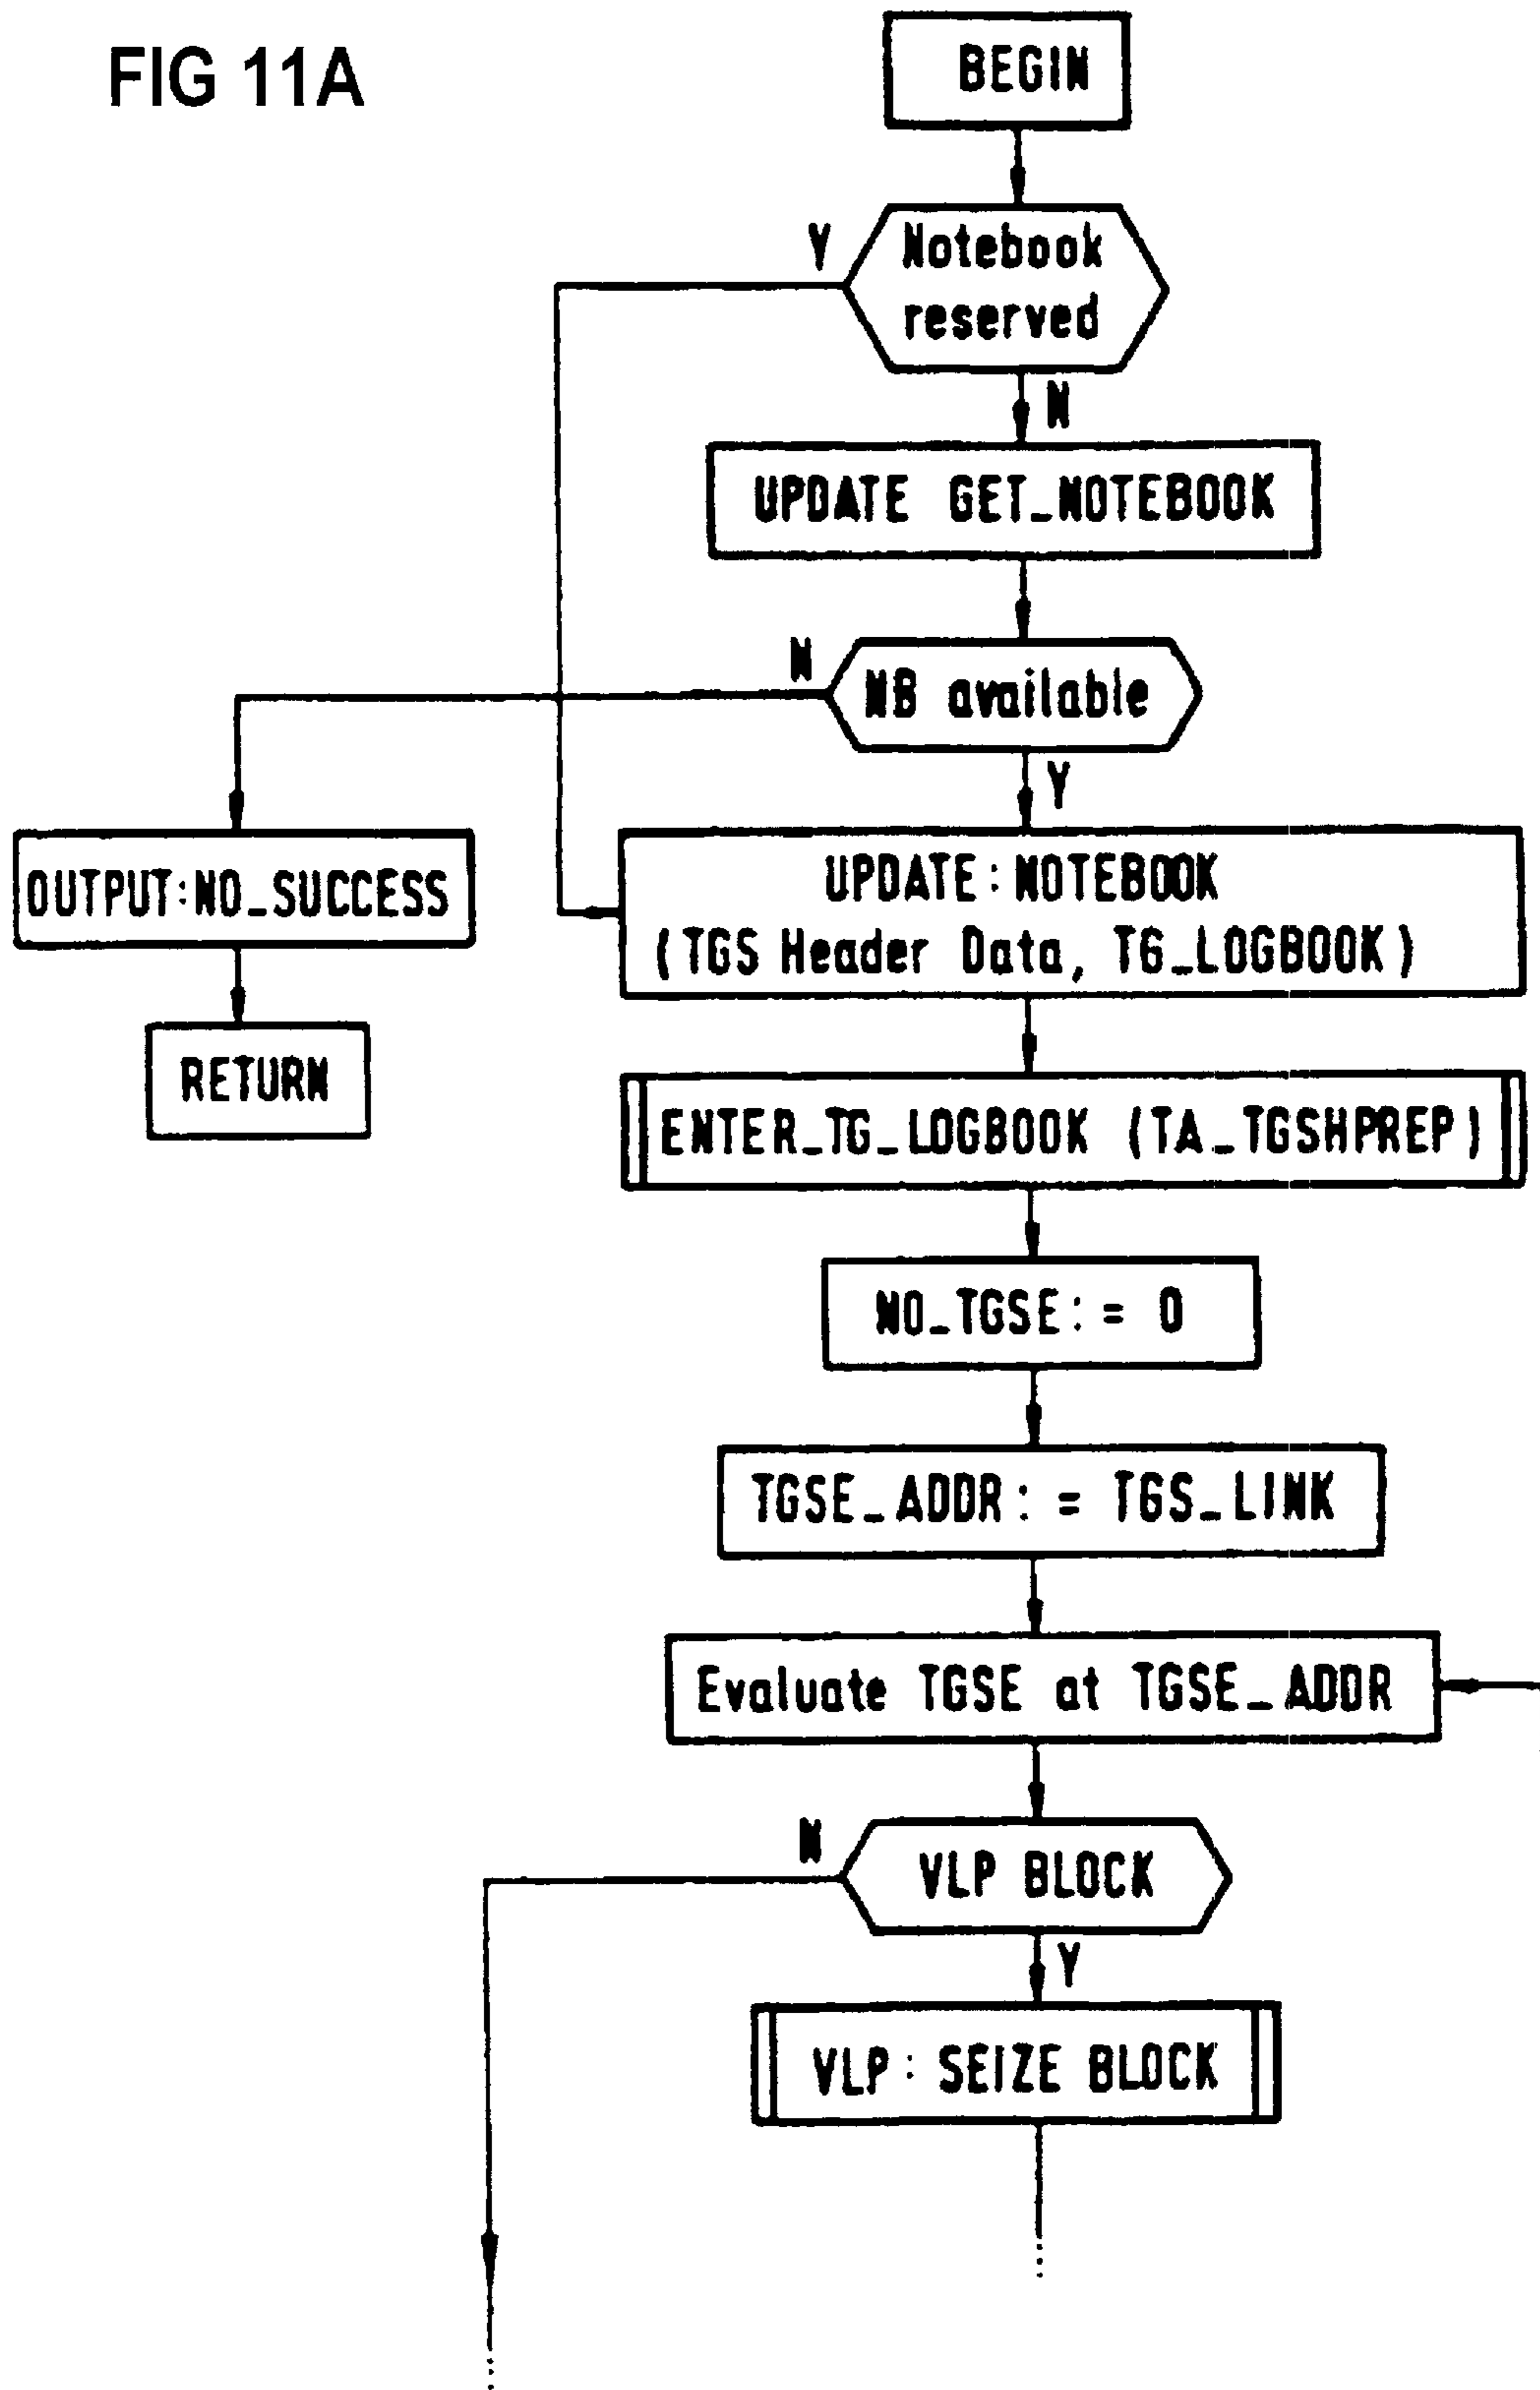 FIG 11A
BEGIN
Y
Notebook
reserved
N
UPDATE GET_NOTEBOOK
N
NB available
Y
OUTPUT:NO_SUCCESS
UPDATE: NOTEBOOK
(TGS Header Data, TG_LOGBOOK)
RETURN
ENTER_TG_LOGBOOK (TA_TGSHPREP)
NO_TGSE:= 0
TGSE_ADDR:= TGS_LINK
Evaluate TGSE at TGSE_ADDR
N
VLP BLOCK
Y
VLP: SEIZE BLOCK